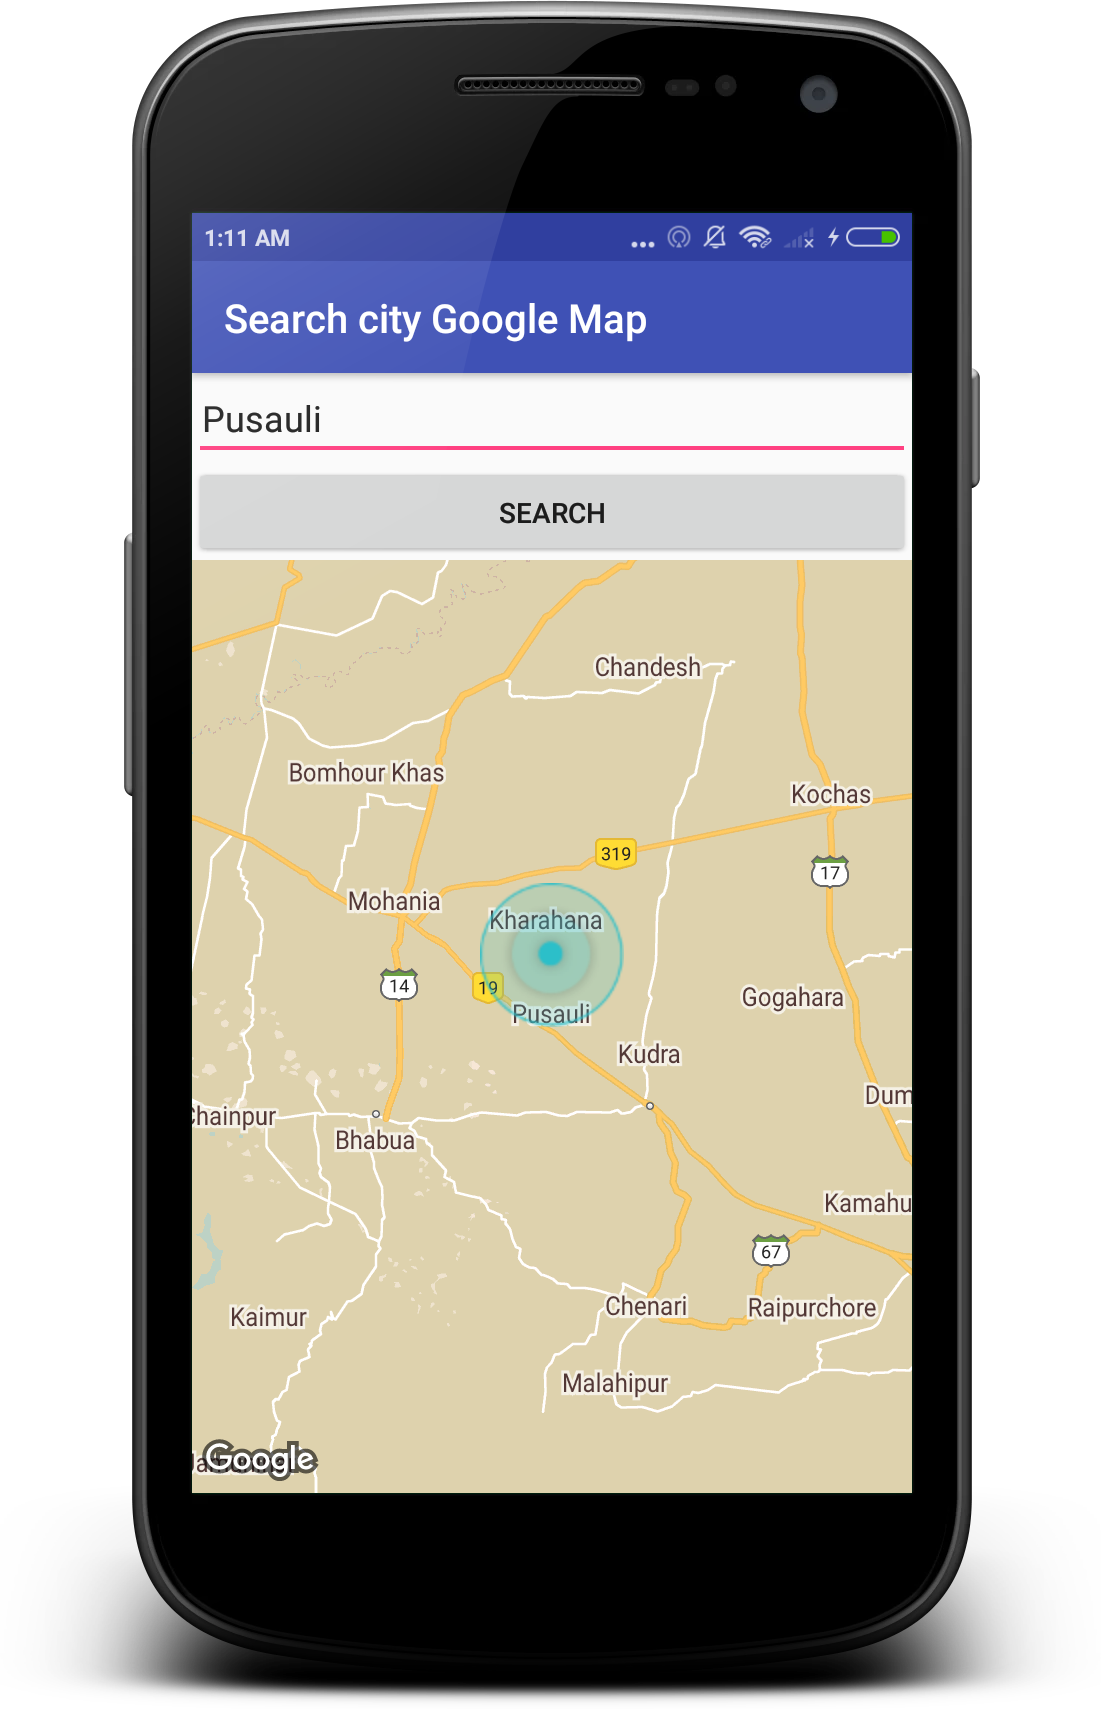 1:11 AM
Search city Google Map
Pusauli
SEARCH
Chandesh
Bomhour Khas
Kochas
319
17
Mohania
Kharahana
14
19
Pusauli
Gogahara
Kudra
Dum
Chainpur
Bhabua
Kamahu
67
Kaimur
Chenari
Raipurchore
Malahipur
Google